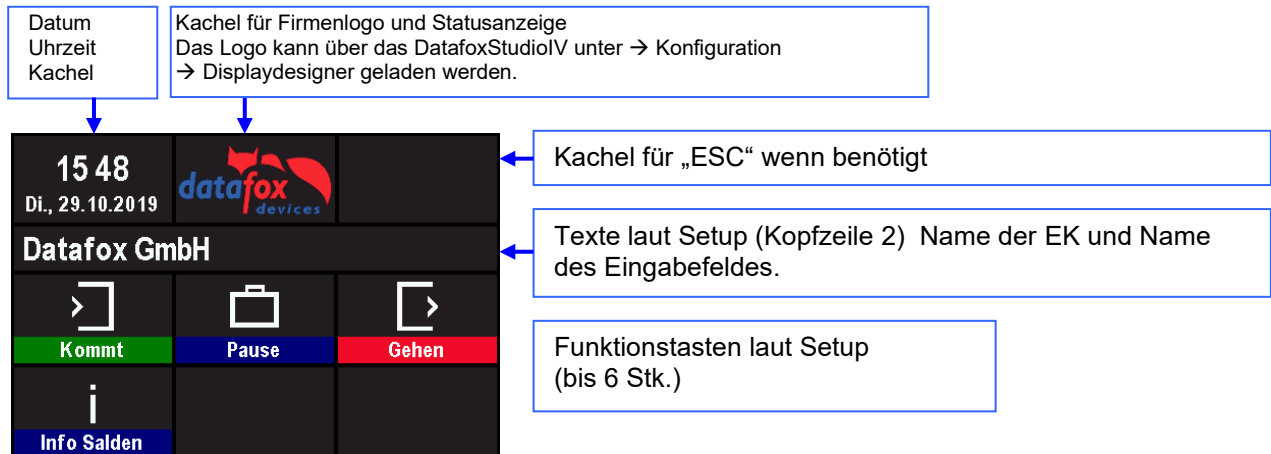 Datum
Uhrzeit
Kachel
Kachel für Firmenlogo und Statusanzeige
Das Logo kann über das DatafoxStudioIV unter → Konfiguration
→ Displaydesigner geladen werden.
15 48
Di., 29.10.2019
datafox
devices
Kachel für „ESC“ wenn benötigt
Datafox GmbH
Texte laut Setup (Kopfzeile 2) Name der EK und Name
des Eingabefeldes.
Kommt
Pause
Gehen
Funktionstasten laut Setup
(bis 6 Stk.)
i
Info Salden